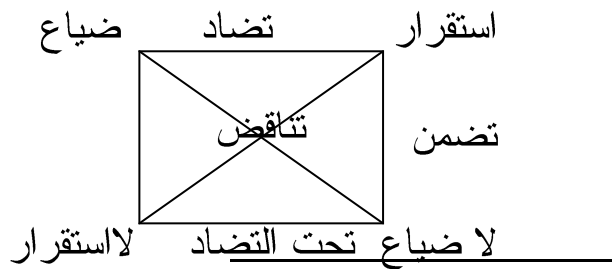 استقرار تضاد ضياع
تناقض
تضمن
لا ضياع تحت التضاد لااستقرار